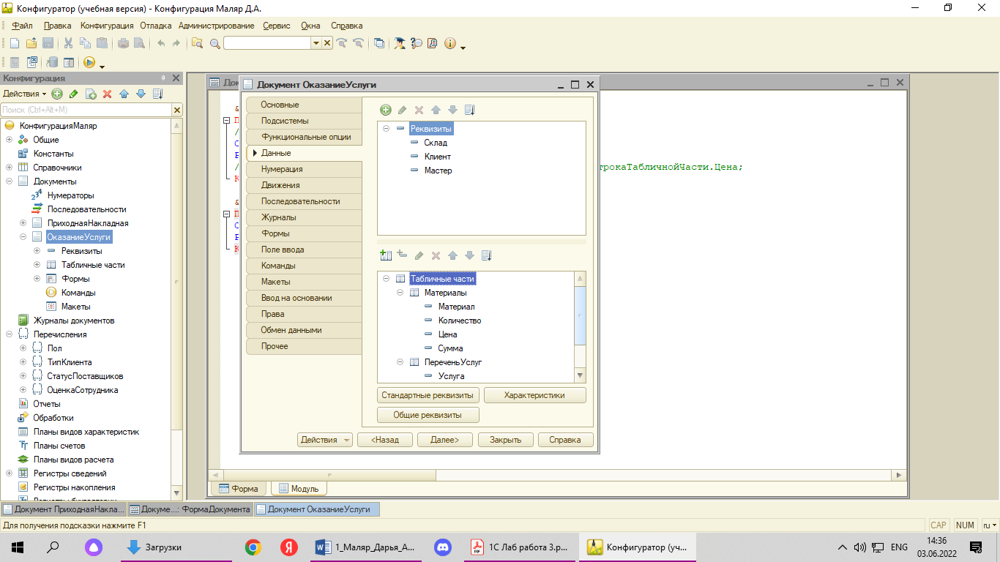 Конфигуратор (учебная версия) - Конфигурация Маляр Д.А.
Файл Правка Конфигурация Отладка Администрирование Сервис Окна Справка
Конфигурация
Действия
Поиск (Ctrl+Alt+M)
КонфигурацияМаляр
Общие
Константы
Справочники
Документы
Нумераторы
Последовательности
ПриходнаяНакладная
ОказаниеУслуги
Реквизиты
Табличные части
Формы
Команды
Макеты
Журналы документов
Перечисления
Пол
ТипКлиента
СтатусПоставщиков
ОценкаСотрудника
Отчеты
Обработки
Планы видов характеристик
Планы счетов
Планы видов расчета
Регистры сведений
Регистры накопления
Документ ОказаниеУслуги
Основные
Подсистемы
Функциональные опции
Данные
Нумерация
Движения
Последовательности
Журналы
Формы
Поле ввода
Команды
Макеты
Ввод на основании
Права
Обмен данными
Прочее
Реквизиты
Склад
Клиент
Мастер
Табличные части
Материалы
Материал
Количество
Цена
Сумма
ПереченьУслуг
Услуга
Стандартные реквизиты Характеристики
Общие реквизиты
Действия <Назад Далее> Закрыть Справка
трокаТабличнойЧасти.Цена;
Форма Модуль
Документ ПриходнаяНакла... Докуме...: ФормаДокумента Документ ОказаниеУслуги
Для получения подсказки нажмите F1 CAP NUM ru
Загрузки 1_Маляр_Дарья_А... 1С Лаб работа 3.p... Конфигуратор (уч... ENG 14:36
03.06.2022